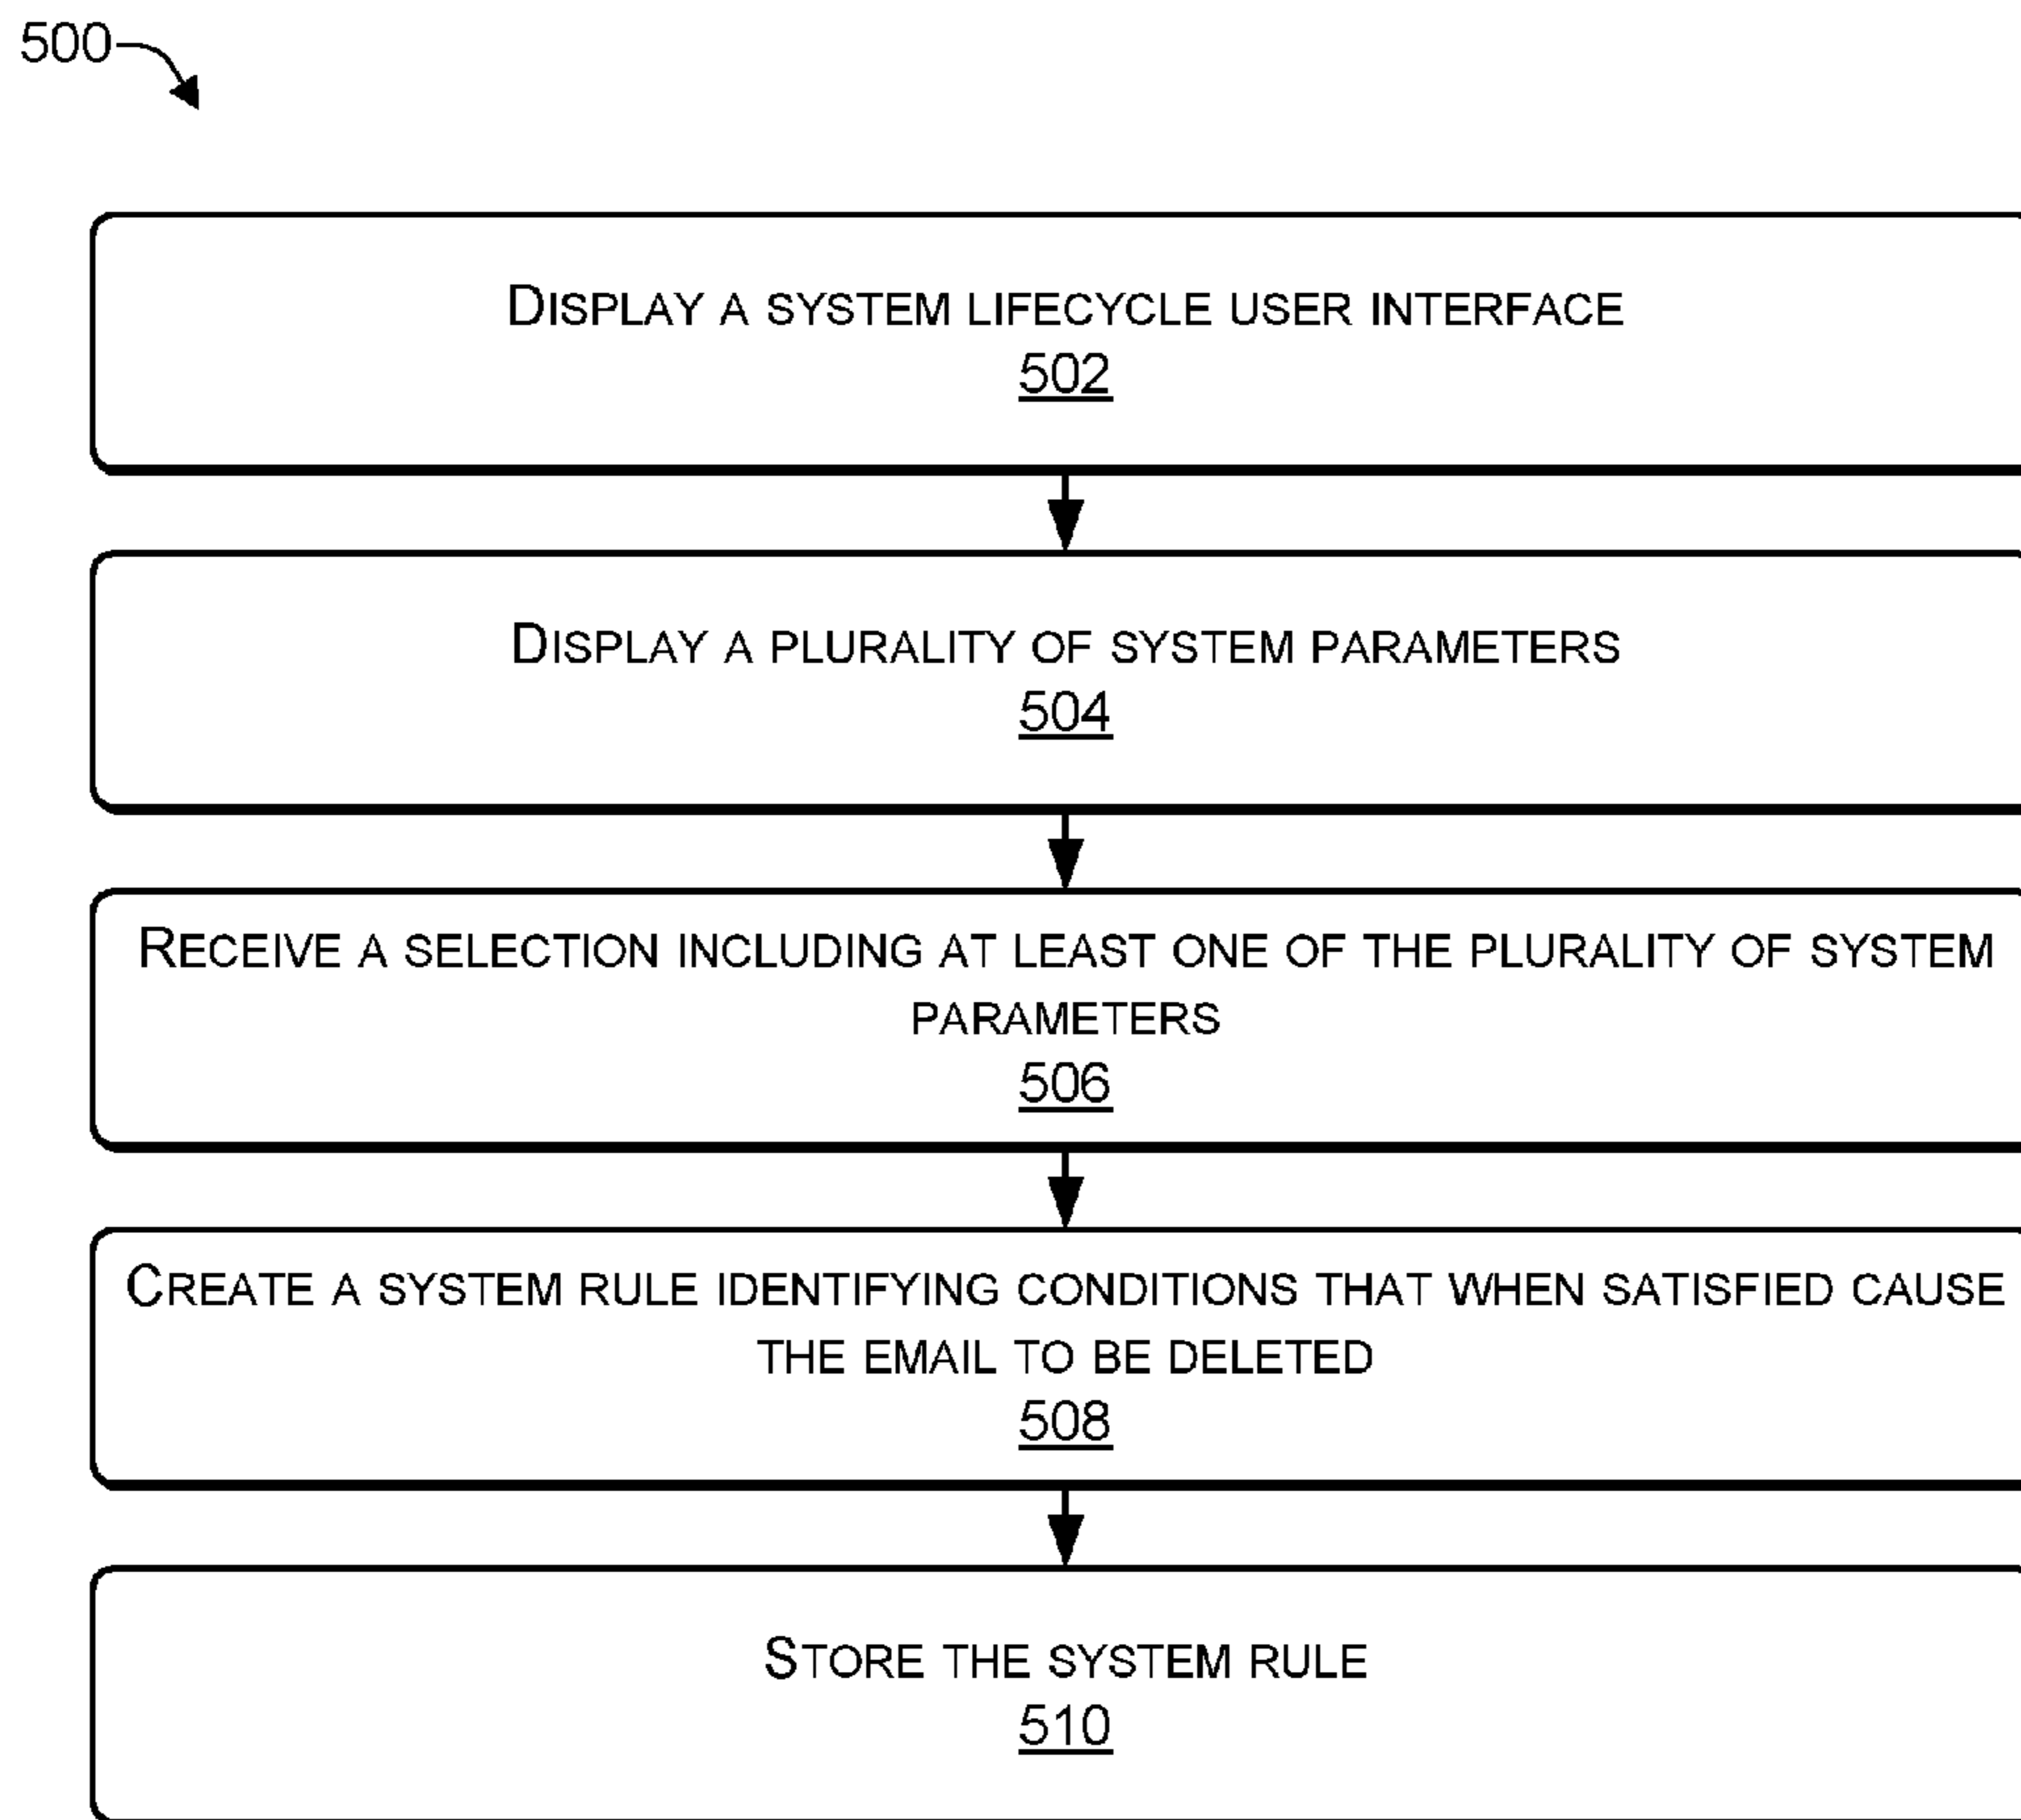 500
DISPLAY A SYSTEM LIFECYCLE USER INTERFACE
502
DISPLAY A PLURALITY OF SYSTEM PARAMETERS
504
RECEIVE A SELECTION INCLUDING AT LEAST ONE OF THE PLURALITY OF SYSTEM
PARAMETERS
506
CREATE A SYSTEM RULE IDENTIFYING CONDITIONS THAT WHEN SATISFIED CAUSE
THE EMAIL TO BE DELETED
508
STORE THE SYSTEM RULE
510